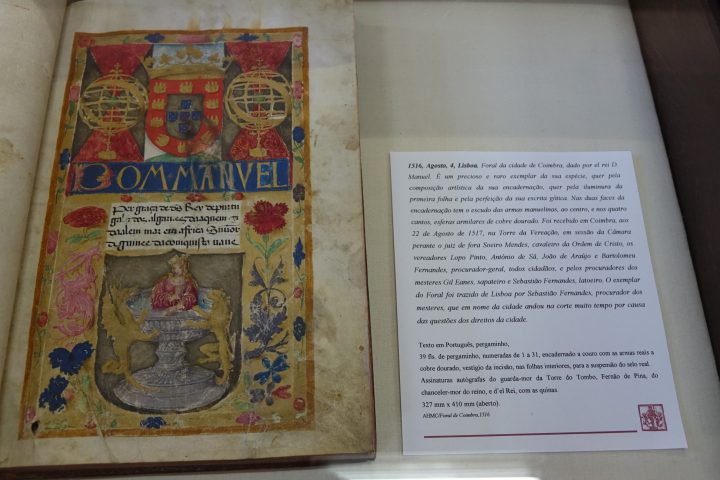 DOM·MANVEL
Per graça de ds Rey de portu
gal z dos algarues daaquem z
daalem mar em affrica Sñor
de guinee z da comquista nave
1516, Agosto, 4, Lisboa, Foral da cidade de Coimbra, dado por el rei D.
Manuel. É um precioso e raro exemplar da sua espécie, quer pela
composição artística da sua encadernação, quer pela iluminura da
primeira folha e pela perfeição da sua escrita gótica. Nas duas faces da
encadernação tem o escudo das armas manuelinas, ao centro, e nos quatro
cantos, esferas armilares de cobre dourado. Foi recebido em Coimbra, aos
22 de Agosto de 1517, na Torre da Vereação, em sessão da Câmara
perante o juiz de fora Soeiro Mendes, cavaleiro da Ordem de Cristo, os
vereadores Lopo Pinto, António de Sá, João de Araújo e Bartolomeu
Fernandes, procurador-geral, todos cidadãos, e pelos procuradores dos
mesteres Gil Eanes, sapateiro e Sebastião Fernandes, latoeiro. O exemplar
do Foral foi trazido de Lisboa por Sebastião Fernandes, procurador dos
mesteres, que em nome da cidade andou na corte muito tempo por causa
das questões dos direitos da cidade.
Texto em Português, pergaminho,
39 fls. de pergaminho, numeradas de 1 a 31, encadernado a couro com as armas reais a
cobre dourado, vestígio da incisão, nas folhas interiores, para a suspensão do selo real.
Assinaturas autógrafas do guarda-mor da Torre do Tombo, Fernão de Pina, do
chanceler-mor do reino, e d'el Rei, com as quinas.
327 mm x 410 mm (aberto).
AHMC/Foral de Coimbra,1516